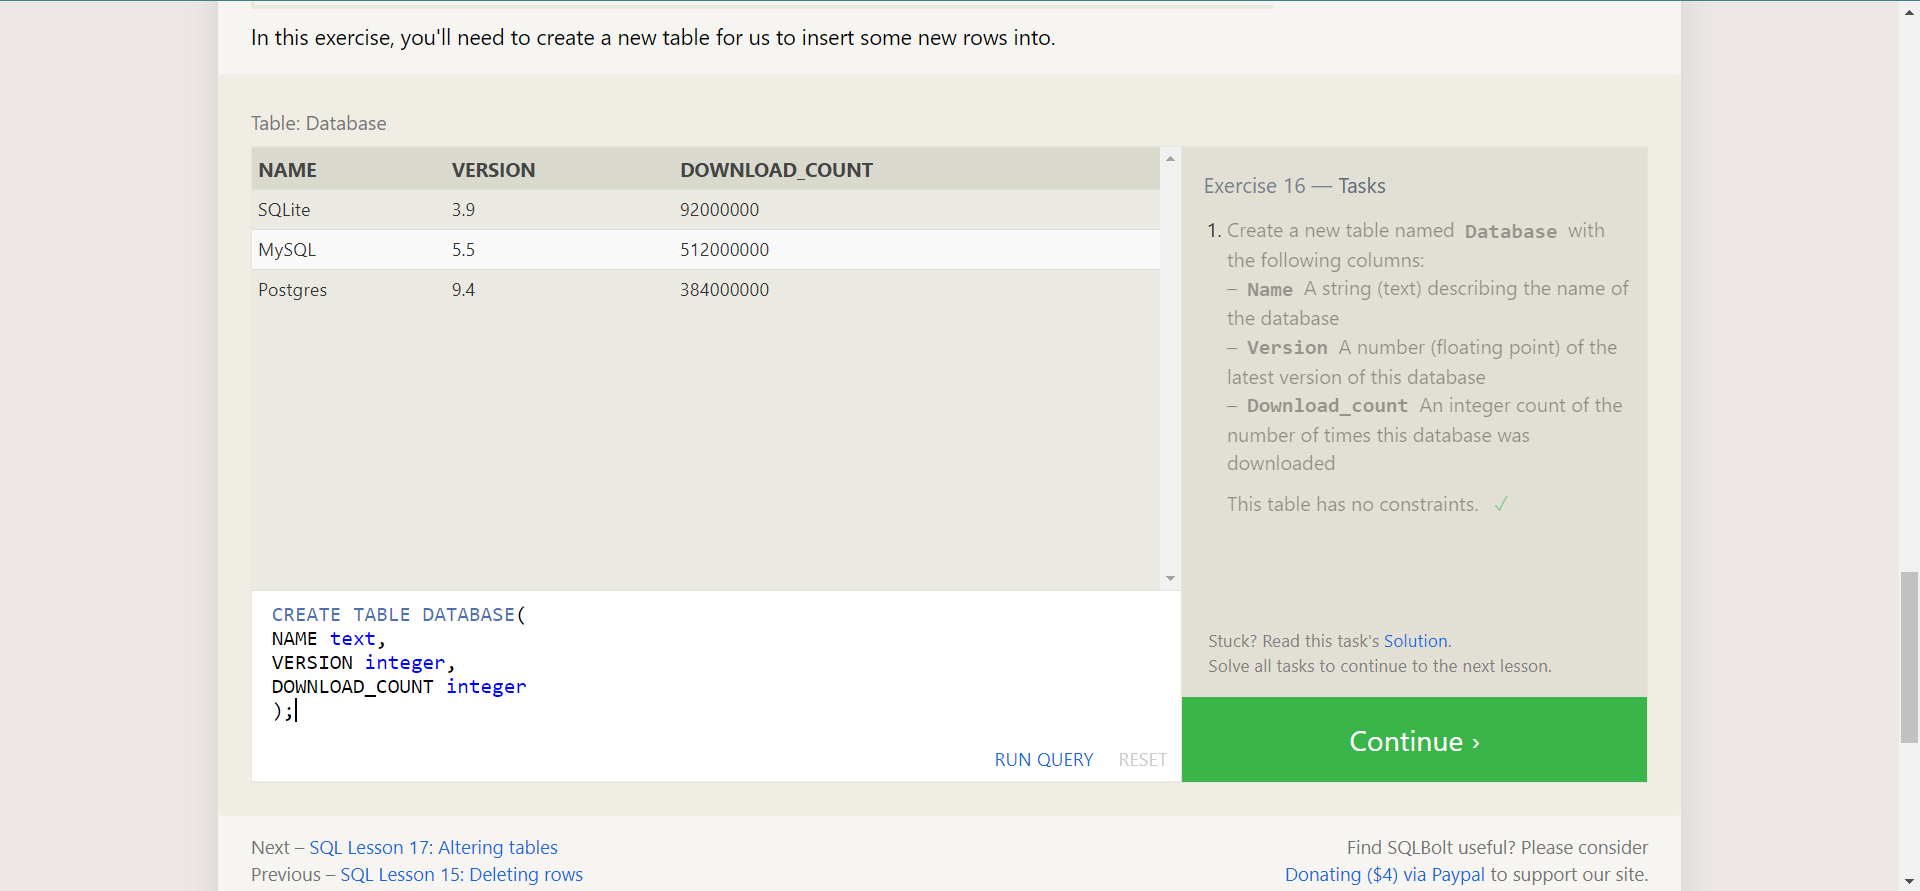 In this exercise, you'll need to create a new table for us to insert some new rows into.
Table: Database
NAME VERSION DOWNLOAD_COUNT
SQLite 3.9 92000000
MySQL 5.5 512000000
Postgres 9.4 384000000
CREATE TABLE DATABASE(
NAME text,
VERSION integer,
DOWNLOAD_COUNT integer
);
RUN QUERY RESET
Exercise 16 — Tasks
1. Create a new table named Database with
the following columns:
– Name A string (text) describing the name of
the database
– Version A number (floating point) of the
latest version of this database
– Download_count An integer count of the
number of times this database was
downloaded
This table has no constraints. ✓
Stuck? Read this task's Solution.
Solve all tasks to continue to the next lesson.
Continue ›
Next – SQL Lesson 17: Altering tables
Previous – SQL Lesson 15: Deleting rows
Find SQLBolt useful? Please consider
Donating ($4) via Paypal to support our site.